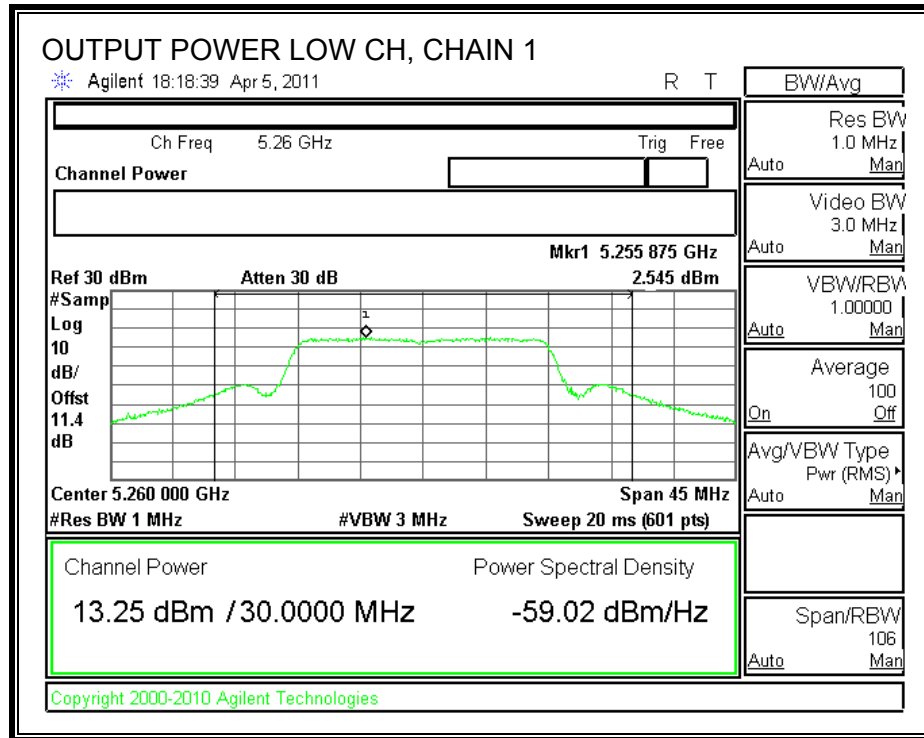 OUTPUT POWER LOW CH, CHAIN 1
Agilent 18:18:39 Apr 5, 2011 R T
BW/Avg
Ch Freq 5.26 GHz Trig Free
Channel Power
Mkr1 5.255 875 GHz
Ref 30 dBm Atten 30 dB 2.545 dBm
#Samp
Log
10
dB/
Offst
11.4
dB
1
Center 5.260 000 GHz Span 45 MHz
#Res BW 1 MHz #VBW 3 MHz Sweep 20 ms (601 pts)
Channel Power Power Spectral Density
13.25 dBm / 30.0000 MHz -59.02 dBm/Hz
Res BW
1.0 MHz
Auto Man
Video BW
3.0 MHz
Auto Man
VBW/RBW
1.00000
Auto Man
Average
100
On Off
Avg/VBW Type
Pwr (RMS)
Auto Man
Span/RBW
106
Auto Man
Copyright 2000-2010 Agilent Technologies